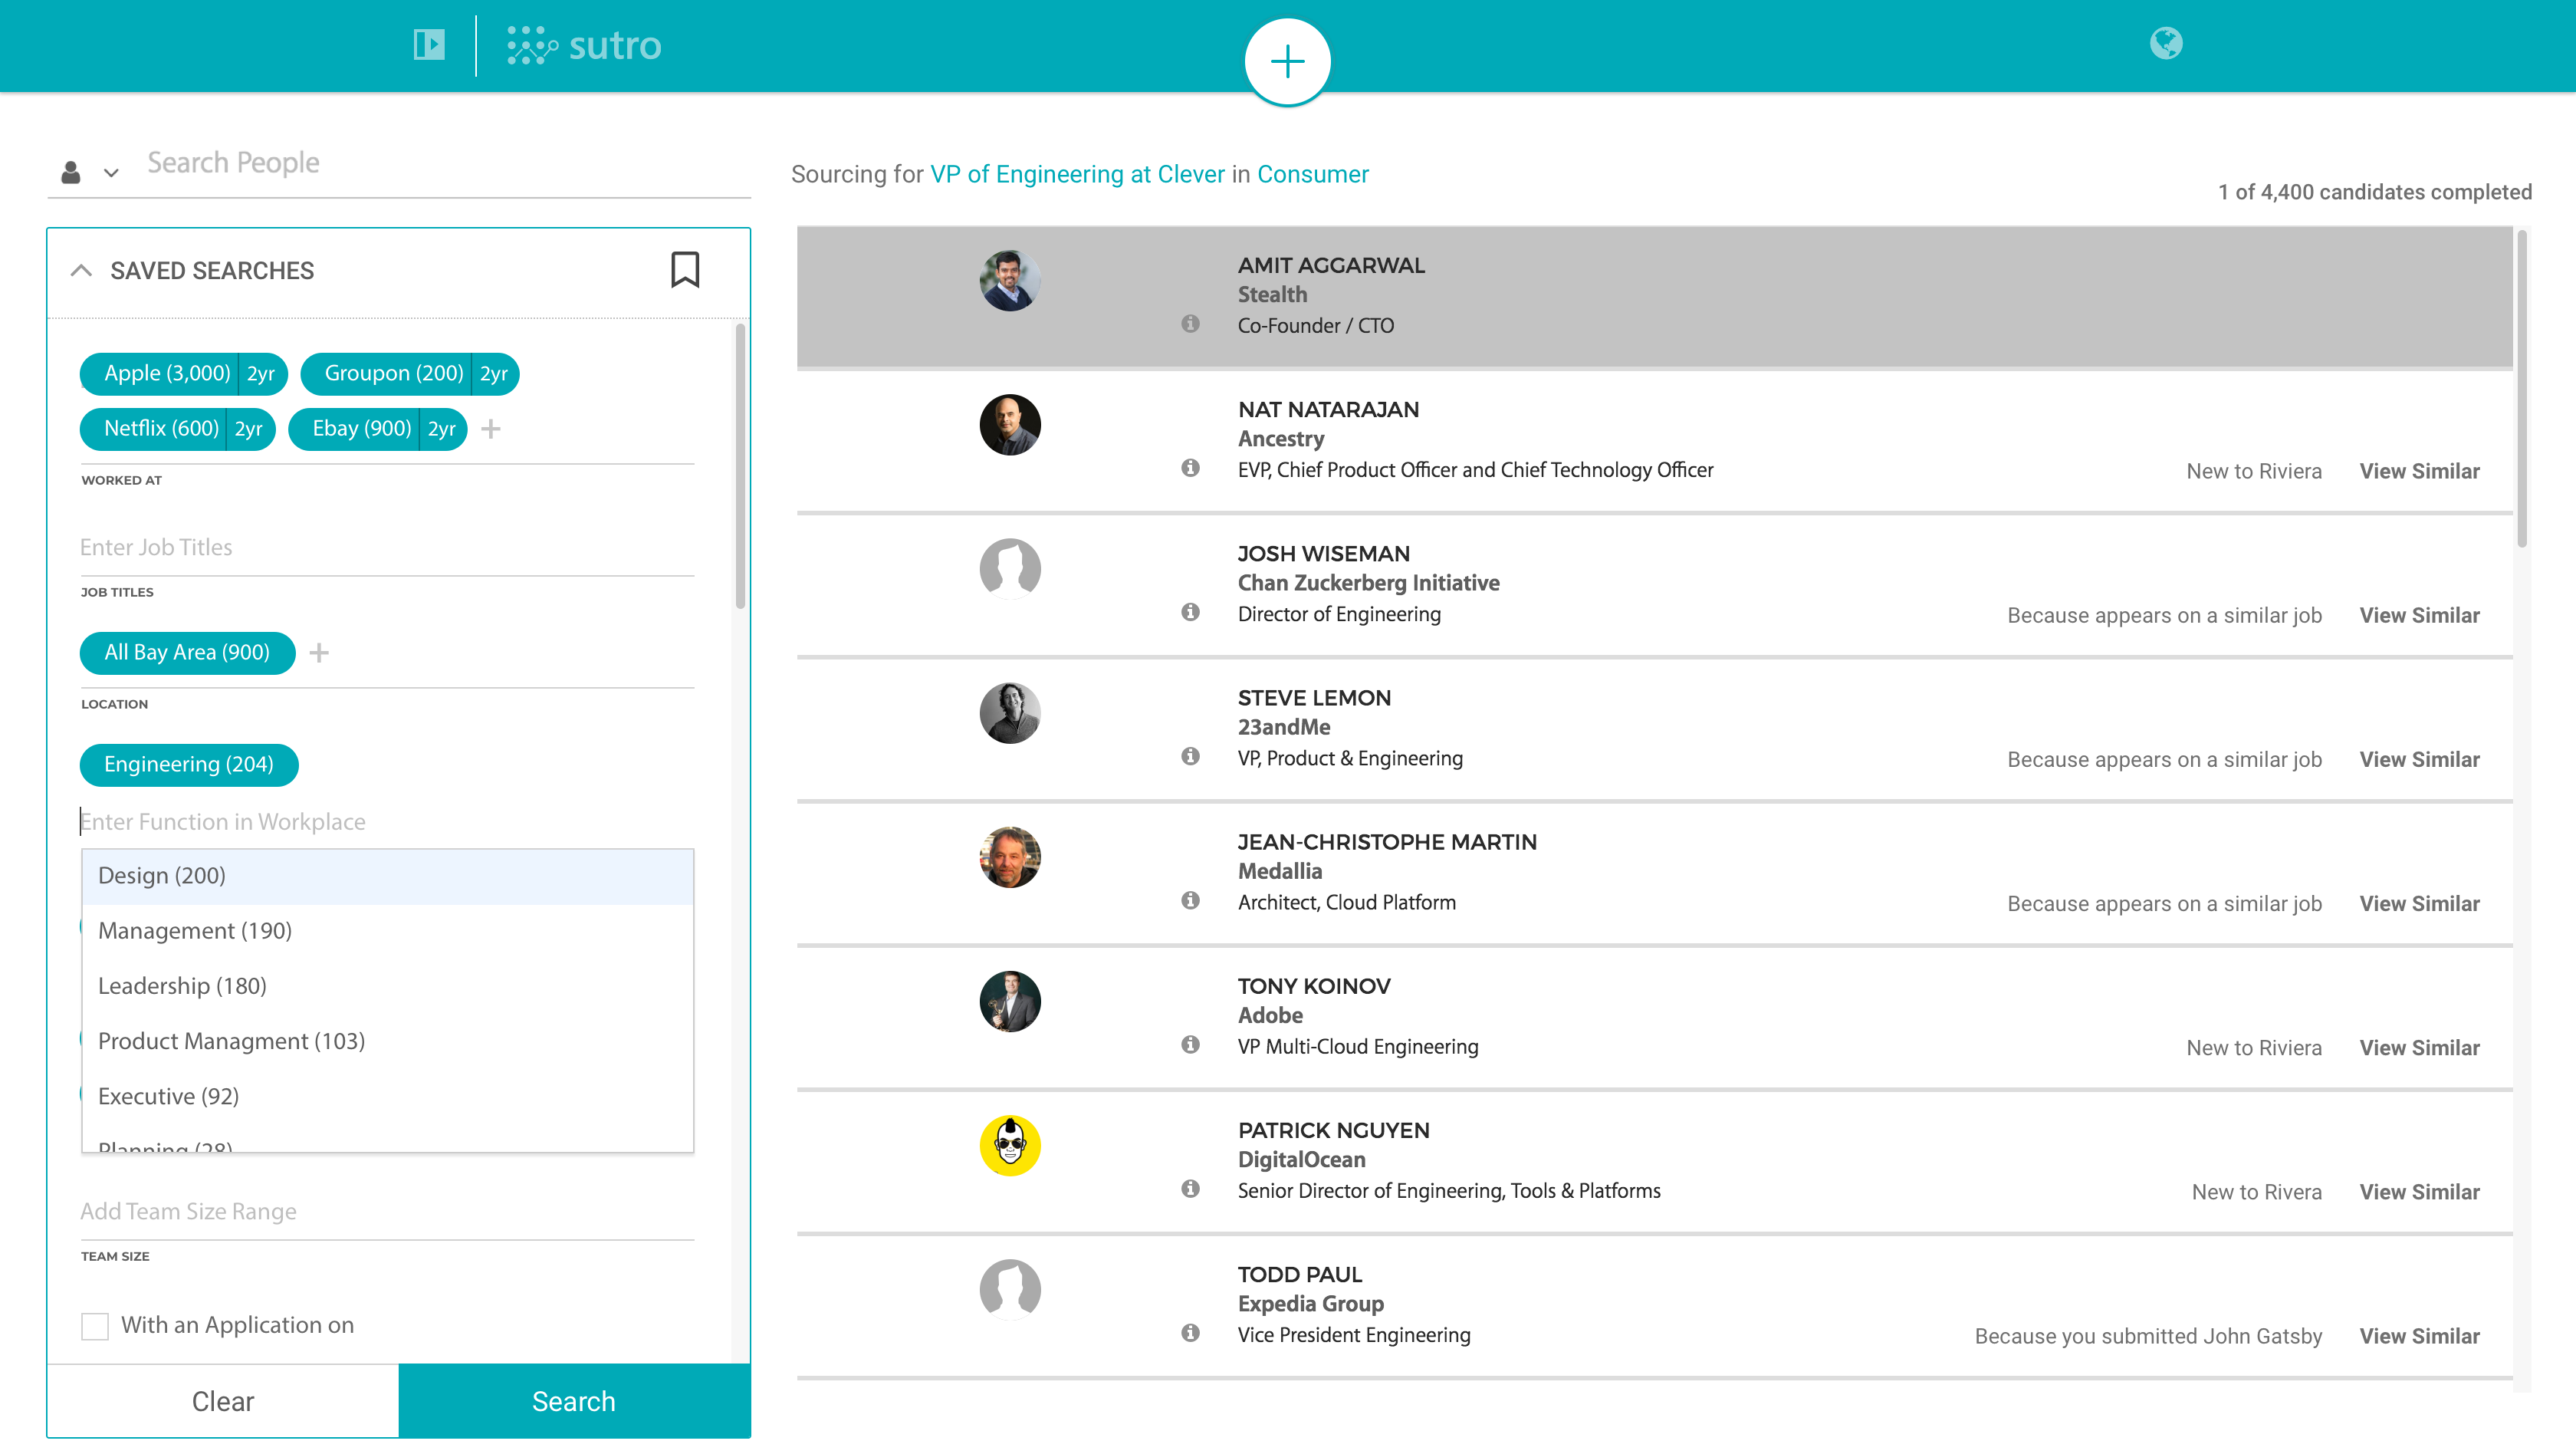 sutro
Search People
SAVED SEARCHES
Apple (3,000) 2yr Groupon (200) 2yr
Netflix (600) 2yr Ebay (900) 2yr
WORKED AT
Enter Job Titles
JOB TITLES
All Bay Area (900)
LOCATION
Engineering (204)
Enter Function in Workplace
Design (200)
Management (190)
Leadership (180)
Product Managment (103)
Executive (92)
Planning (28)
Add Team Size Range
TEAM SIZE
With an Application on
Clear Search
Sourcing for VP of Engineering at Clever in Consumer
1 of 4,400 candidates completed
AMIT AGGARWAL
Stealth
Co-Founder / CTO
NAT NATARAJAN
Ancestry
EVP, Chief Product Officer and Chief Technology Officer New to Riviera View Similar
JOSH WISEMAN
Chan Zuckerberg Initiative
Director of Engineering Because appears on a similar job View Similar
STEVE LEMON
23andMe
VP, Product & Engineering Because appears on a similar job View Similar
JEAN-CHRISTOPHE MARTIN
Medallia
Architect, Cloud Platform Because appears on a similar job View Similar
TONY KOINOV
Adobe
VP Multi-Cloud Engineering New to Riviera View Similar
PATRICK NGUYEN
DigitalOcean
Senior Director of Engineering, Tools & Platforms New to Rivera View Similar
TODD PAUL
Expedia Group
Vice President Engineering Because you submitted John Gatsby View Similar